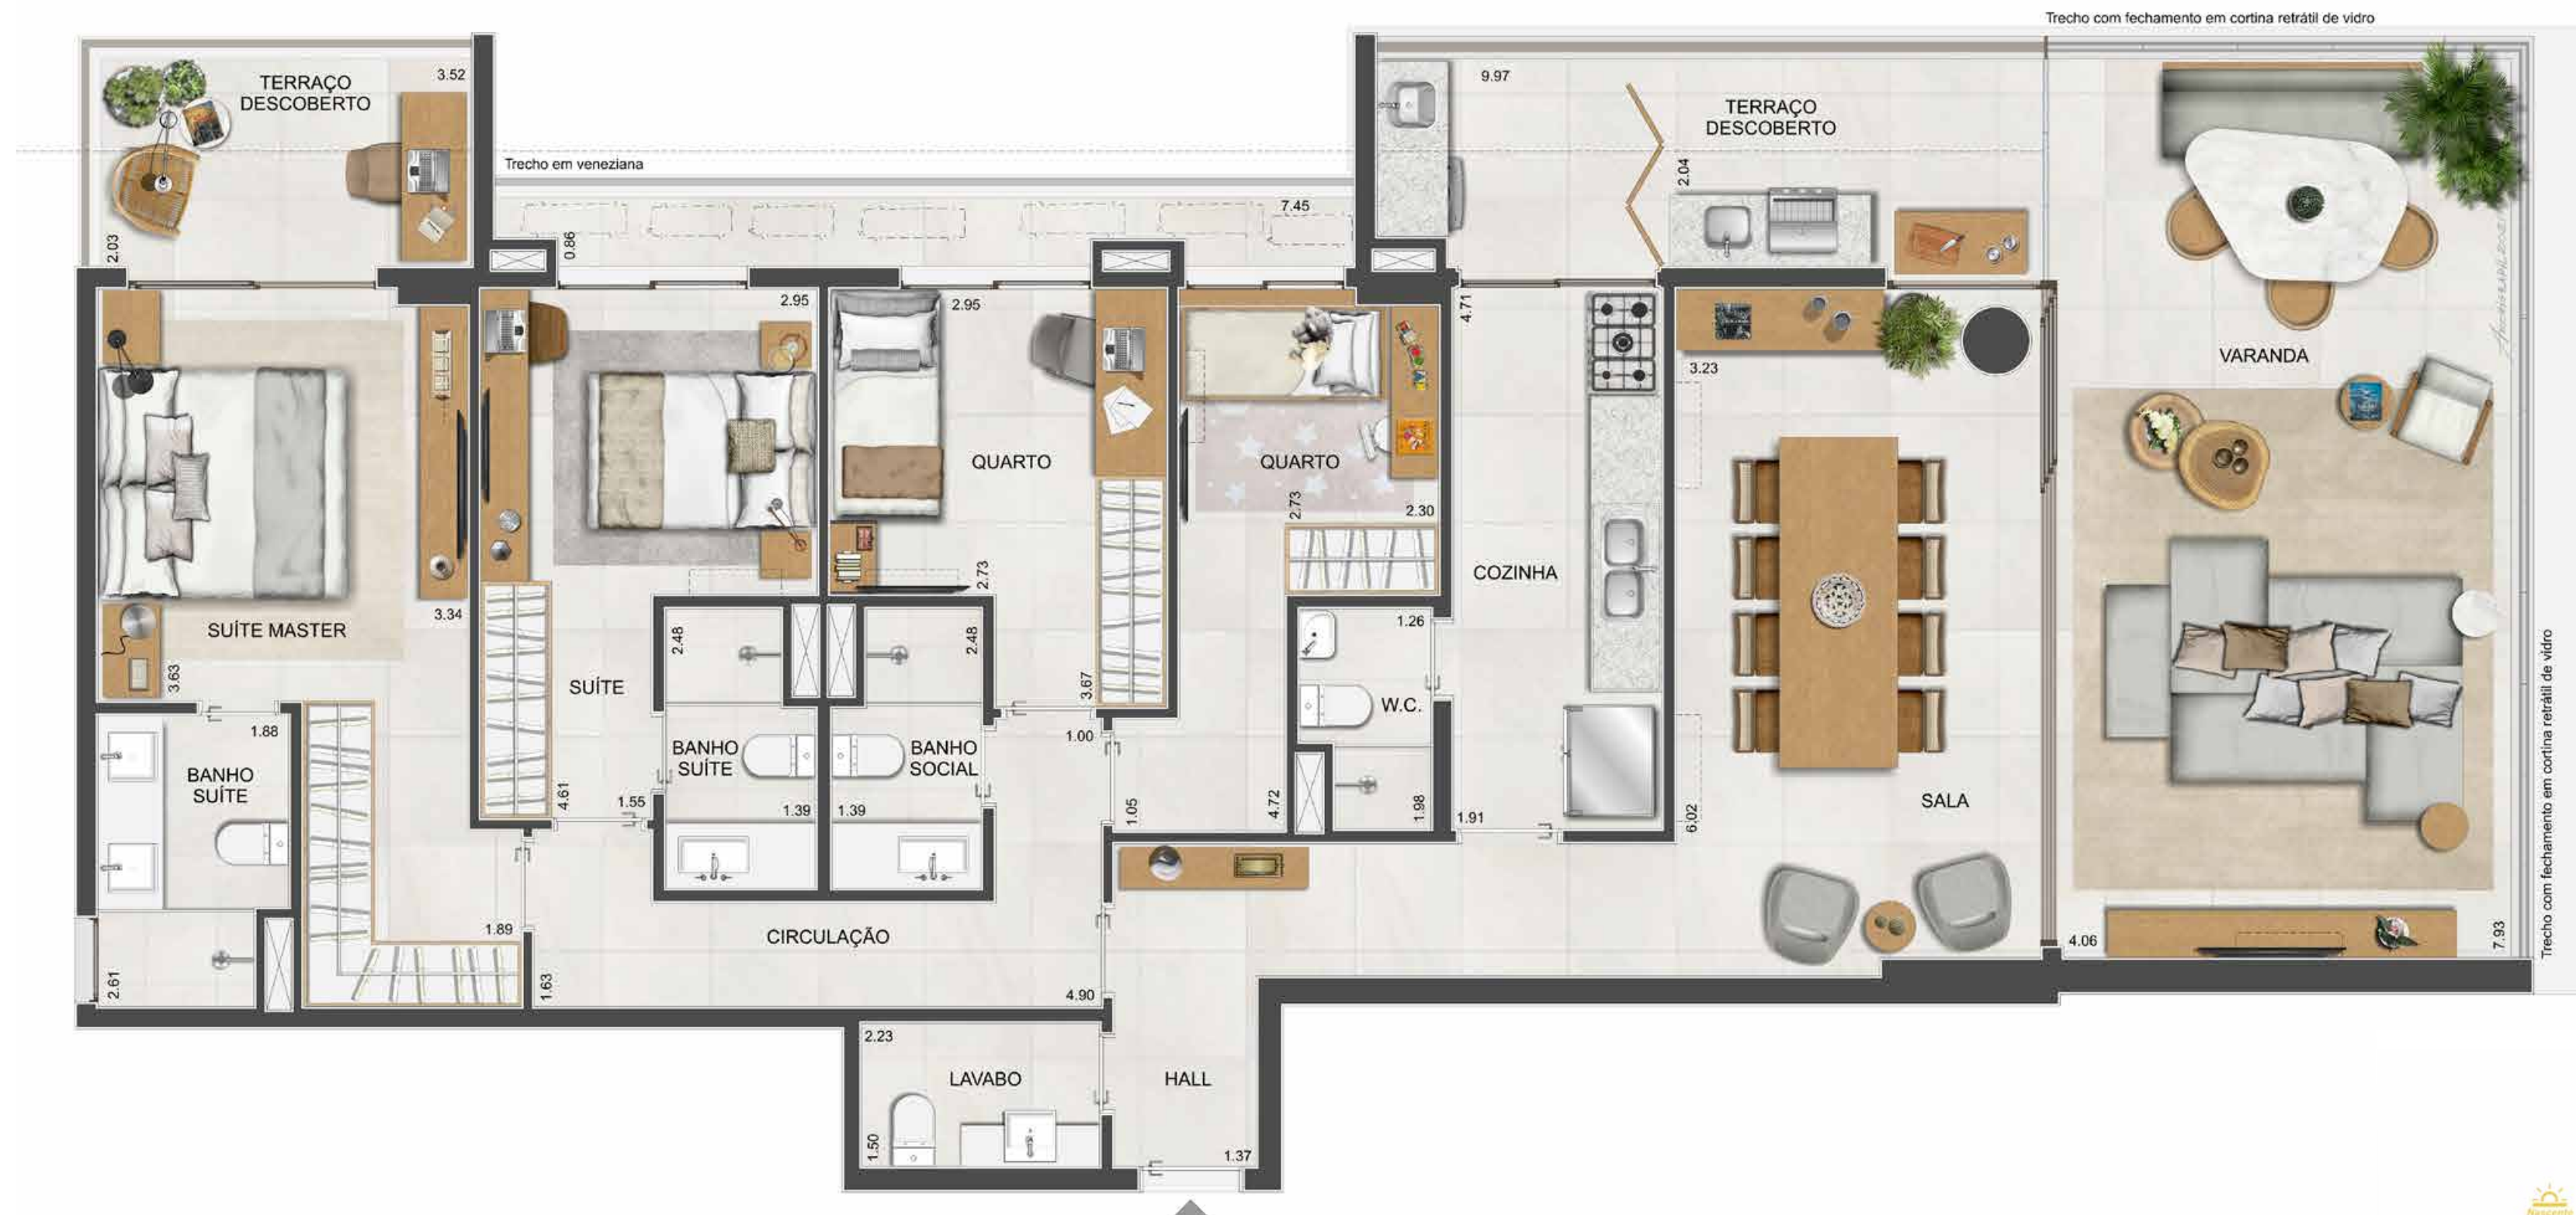 Trecho com fechamento em cortina retrátil de vidro
TERRAÇO
DESCOBERTO
3.52
9.97
TERRAÇO
DESCOBERTO
Trecho em veneziana
2.04
7.45
2.03
0.86
2.95
2.95
4.71
VARANDA
3.23
QUARTO
QUARTO
2.73
2.30
COZINHA
2.73
3.34
SUÍTE MASTER
1.26
2.48
2.48
3.63
SUÍTE
3.67
W.C.
1.88
1.00
BANHO
SUÍTE
BANHO
SOCIAL
BANHO
SUÍTE
4.61
1.55
1.39
1.39
1.05
4.72
1.98
1.91
6.02
SALA
Trecho com fechamento em cortina retrátil de vidro
1.89
CIRCULAÇÃO
4.06
7.93
2.61
1.63
4.90
2.23
LAVABO
HALL
1.50
1.37
Nascente